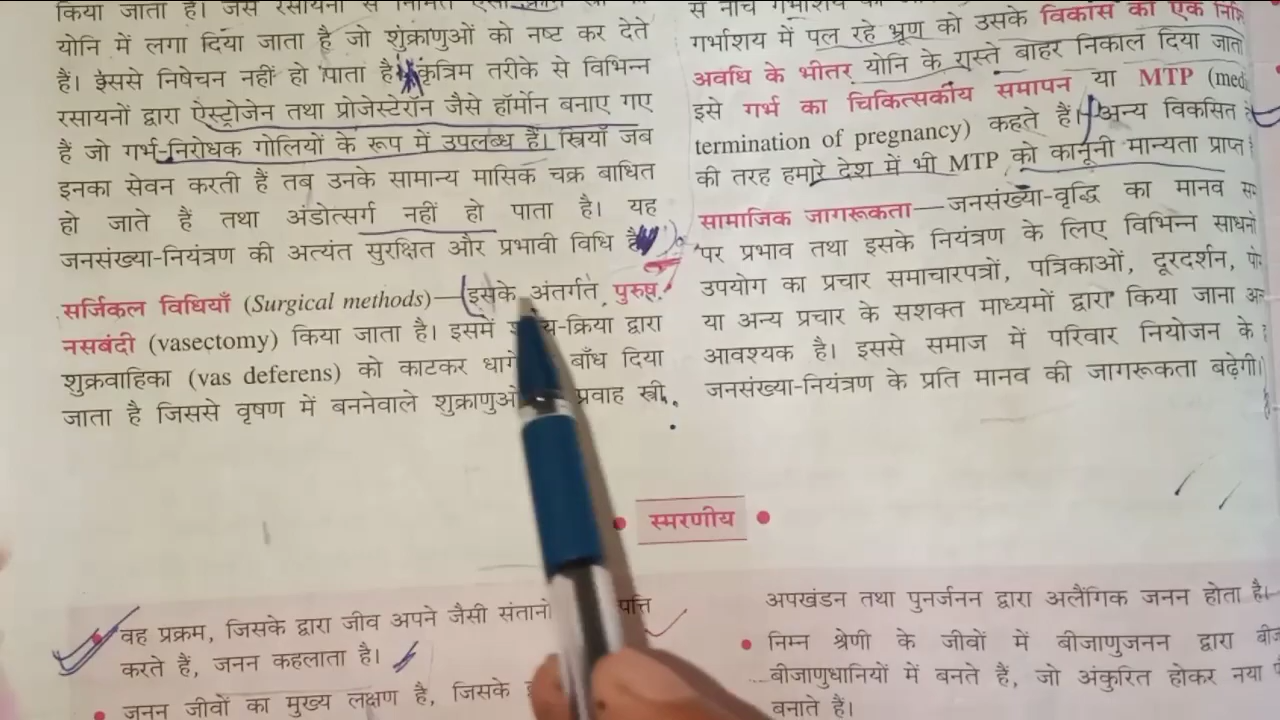 योनि में लगा दिया जाता है जो शुक्राणुओं को नष्ट कर देते
हैं। इससे निषेचन नहीं हो पाता है। कृत्रिम तरीके से विभिन्न
रसायनों द्वारा ऐस्ट्रोजेन तथा प्रोजेस्टेरॉन जैसे हॉर्मोन बनाए गए
हैं जो गर्भ-निरोधक गोलियों के रूप में उपलब्ध हैं। स्त्रियाँ जब
इनका सेवन करती हैं तब उनके सामान्य मासिक चक्र बाधित
हो जाते हैं तथा अंडोत्सर्ग नहीं हो पाता है। यह
जनसंख्या-नियंत्रण की अत्यंत सुरक्षित और प्रभावी विधि है
सर्जिकल विधियाँ (Surgical methods)—इसके अंतर्गत पुरुष
नसबंदी (vasectomy) किया जाता है। इसमें क्रिया द्वारा
शुक्रवाहिका (vas deferens) को काटकर धागे बाँध दिया
जाता है जिससे वृषण में बननेवाले प्रवाह स्त्री
गर्भाशय में पल रहे भ्रूण को उसके विकास की एक
अवधि के भीतर योनि के रास्ते बाहर निकाल दिया जाता
इसे गर्भ का चिकित्सकीय समापन या MTP
termination of pregnancy) कहते हैं। अन्य विकसित
की तरह हमारे देश में भी MTP को कानूनी मान्यता प्राप्त
सामाजिक जागरूकता—जनसंख्या-वृद्धि का मानव
पर प्रभाव तथा इसके नियंत्रण के लिए विभिन्न साधनों
उपयोग का प्रचार समाचारपत्रों, पत्रिकाओं, दूरदर्शन,
या अन्य प्रचार के सशक्त माध्यमों द्वारा किया जाना
आवश्यक है। इससे समाज में परिवार नियोजन के
जनसंख्या-नियंत्रण के प्रति मानव की जागरूकता बढ़ेगी।
• स्मरणीय •
• वह प्रक्रम, जिसके द्वारा जीव अपने जैसी संतानों
करते हैं, जनन कहलाता है।
• जनन जीवों का मुख्य लक्षण है, जिसके
अपखंडन तथा पुनर्जनन द्वारा अलैंगिक जनन होता है।
• निम्न श्रेणी के जीवों में बीजाणुजनन द्वारा
बीजाणुधानियों में बनते हैं, जो अंकुरित होकर नया
बनाते हैं।